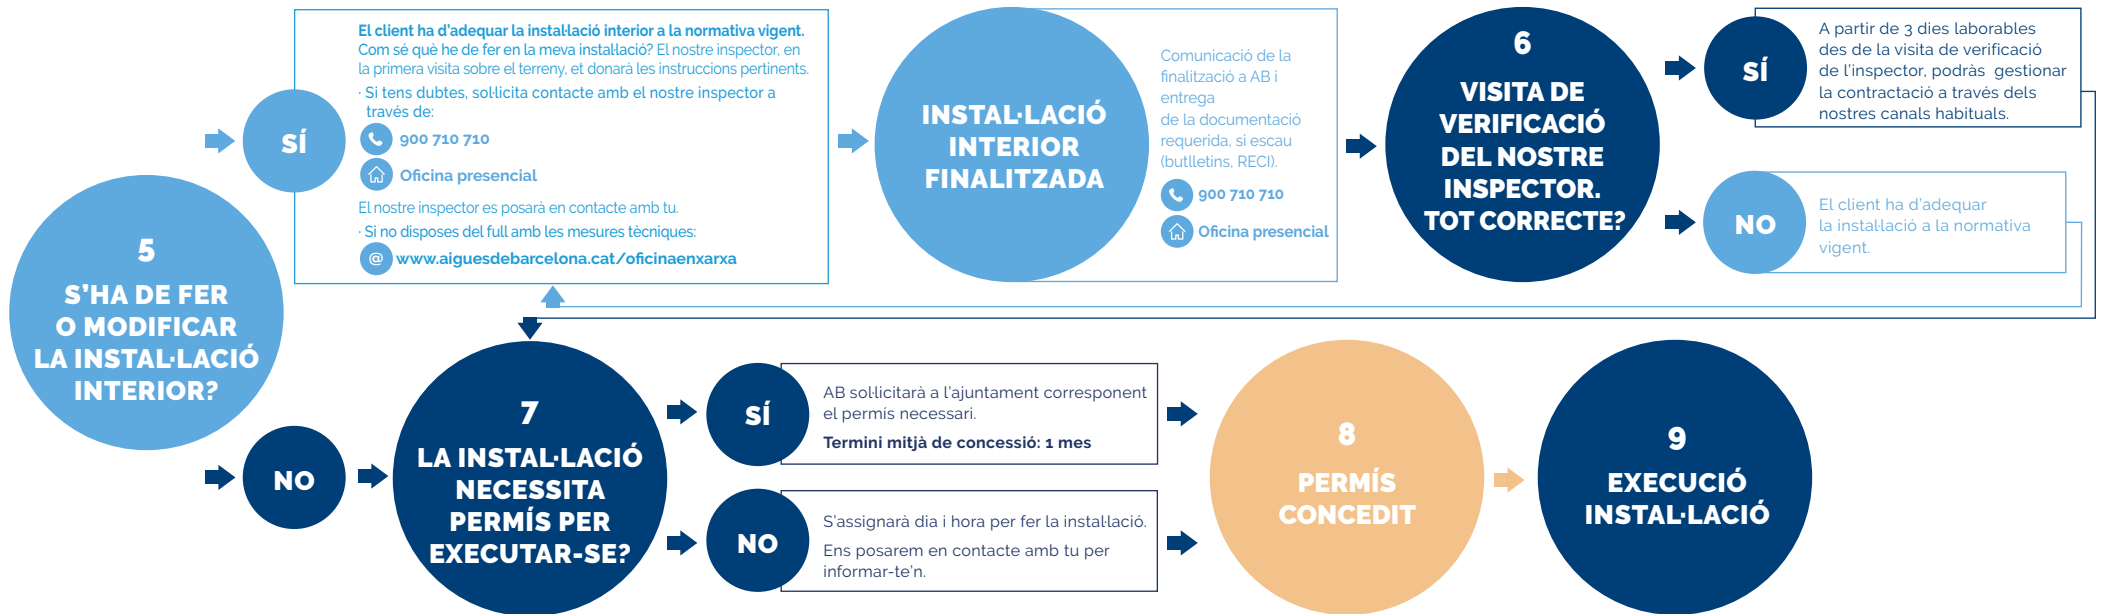 5
S'HA DE FER
O MODIFICAR
LA INSTAL·LACIÓ
INTERIOR?
SÍ
El client ha d'adequar la instal·lació interior a la normativa vigent.
Com sé què he de fer en la meva instal·lació? El nostre inspector, en
la primera visita sobre el terreny, et donarà les instruccions pertinents.
· Si tens dubtes, sol·licita contacte amb el nostre inspector a
través de:
900 710 710
Oficina presencial
El nostre inspector es posarà en contacte amb tu.
· Si no disposes del full amb les mesures tècniques:
@ www.aiguesdebarcelona.cat/oficinaenxarxa
INSTAL·LACIÓ
INTERIOR
FINALITZADA
Comunicació de la
finalització a AB i
entrega
de la documentació
requerida, si escau
(butlletins, RECI).
900 710 710
Oficina presencial
6
VISITA DE
VERIFICACIÓ
DEL NOSTRE
INSPECTOR.
TOT CORRECTE?
SÍ
A partir de 3 dies laborables
des de la visita de verificació
de l'inspector, podràs gestionar
la contractació a través dels
nostres canals habituals.
NO
El client ha d'adequar
la instal·lació a la normativa
vigent.
NO
7
LA INSTAL·LACIÓ
NECESSITA
PERMÍS PER
EXECUTAR-SE?
SÍ
AB sol·licitarà a l'ajuntament corresponent
el permís necessari.
Termini mitjà de concessió: 1 mes
NO
S'assignarà dia i hora per fer la instal·lació.
Ens posarem en contacte amb tu per
informar-te'n.
8
PERMÍS
CONCEDIT
9
EXECUCIÓ
INSTAL·LACIÓ